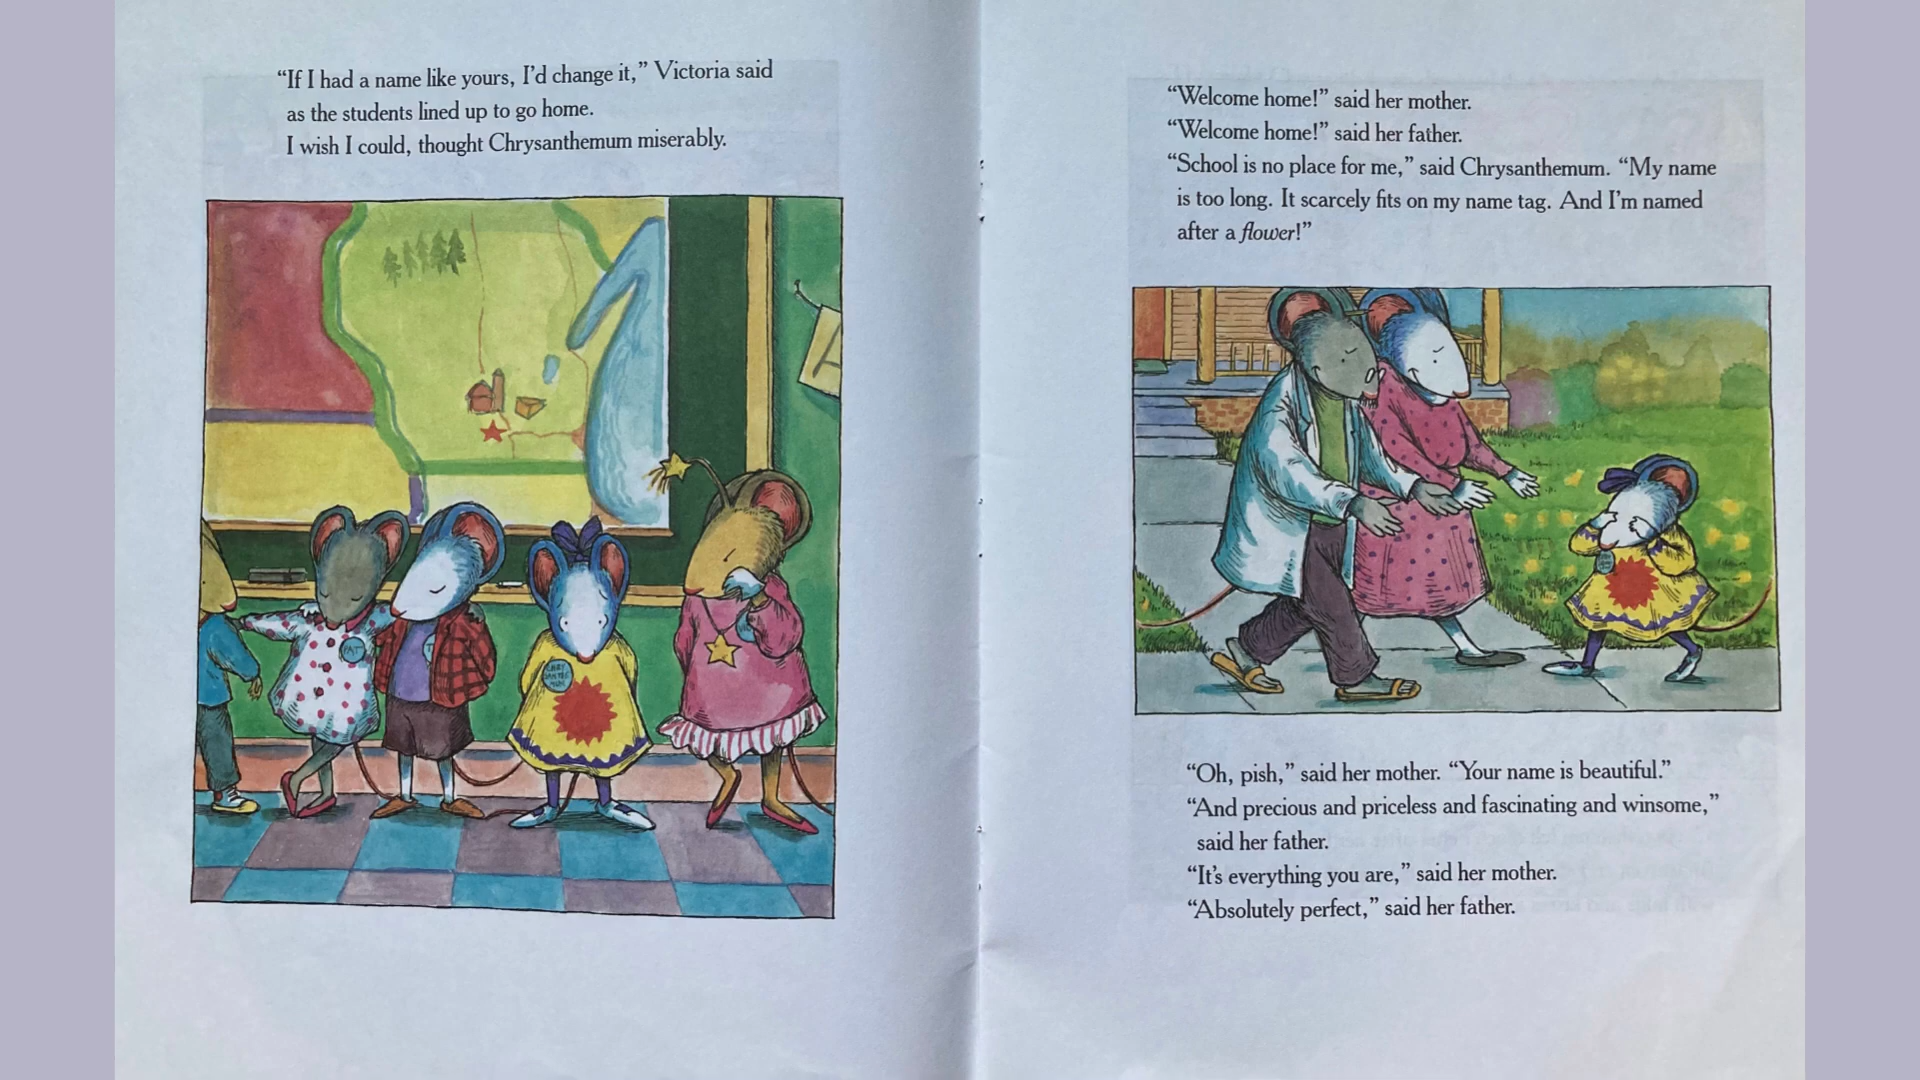 “If I had a name like yours, I’d change it,” Victoria said
as the students lined up to go home.
I wish I could, thought Chrysanthemum miserably.
PAT
CHRY
SANTHE
MUM
“Welcome home!” said her mother.
“Welcome home!” said her father.
“School is no place for me,” said Chrysanthemum. “My name
is too long. It scarcely fits on my name tag. And I’m named
after a flower!”
“Oh, pish,” said her mother. “Your name is beautiful.”
“And precious and priceless and fascinating and winsome,”
said her father.
“It’s everything you are,” said her mother.
“Absolutely perfect,” said her father.